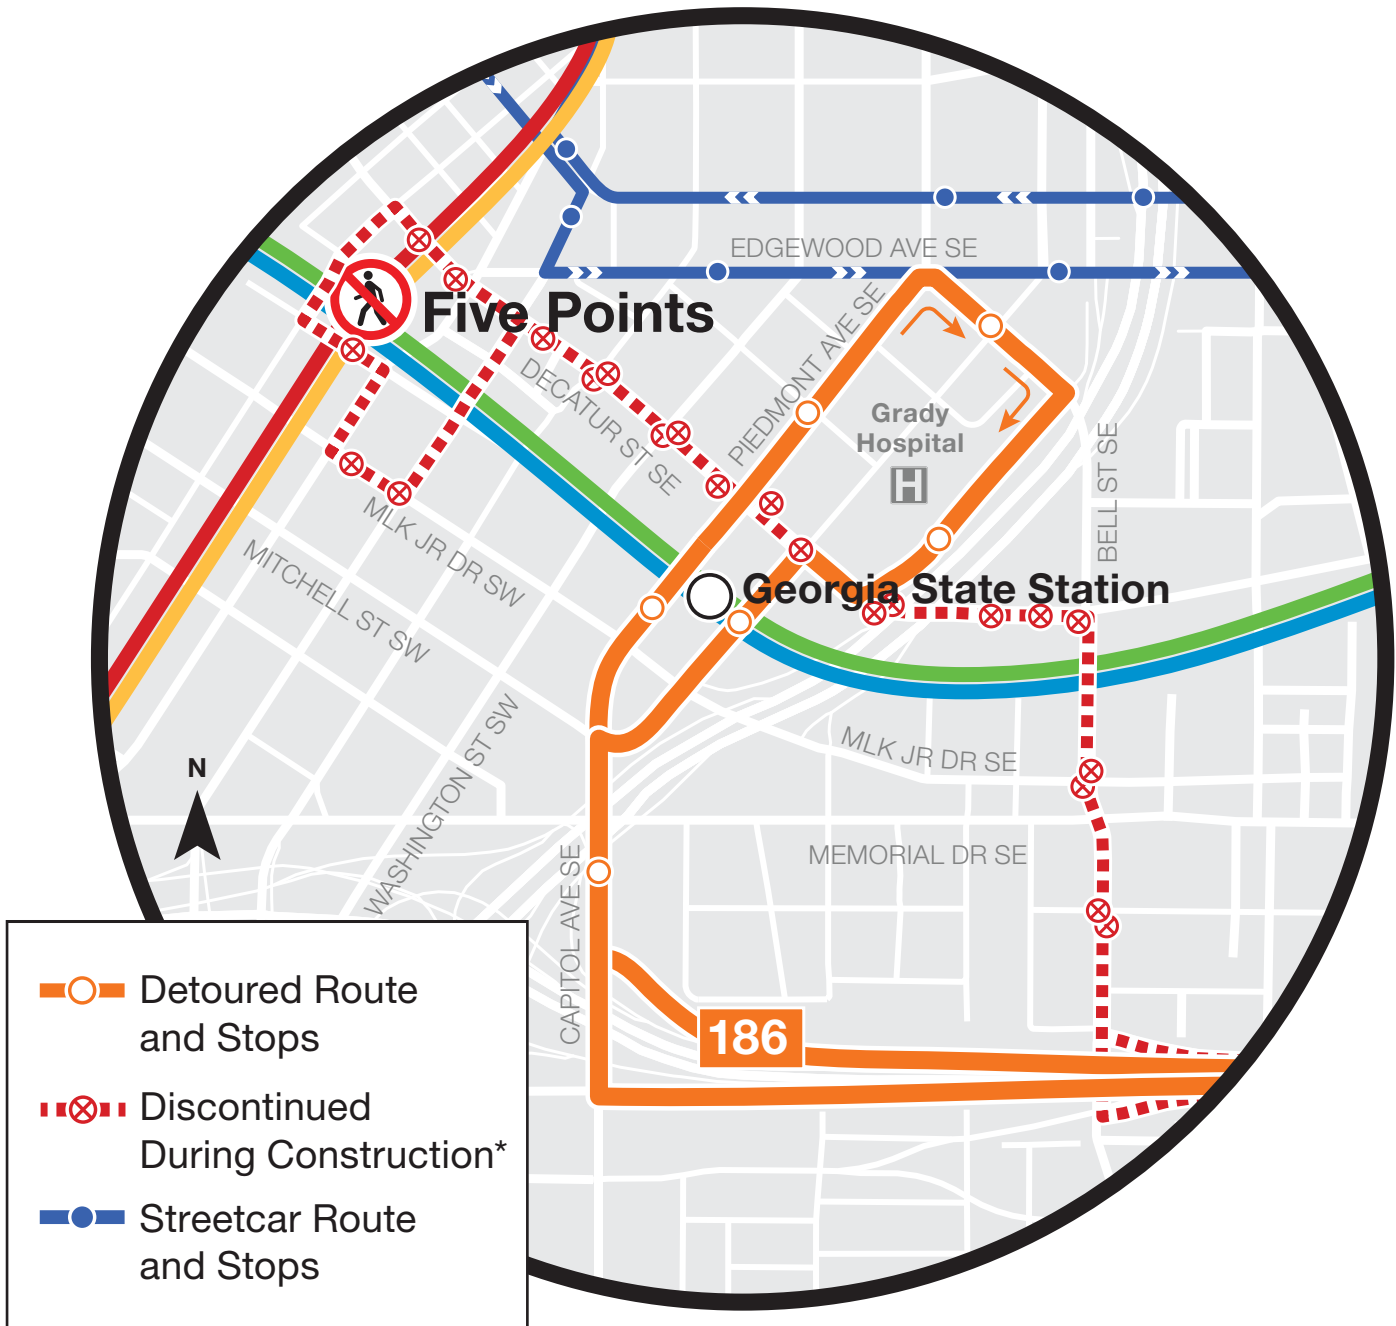 EDGEWOOD AVE SE
Five Points
PIEDMONT AVE SE
DECATUR ST SE
Grady
Hospital
H
BELL ST SE
MLK JR DR SW
MITCHELL ST SW
Georgia State Station
WASHINGTON ST SW
MLK JR DR SE
N
MEMORIAL DR SE
CAPITOL AVE SE
186
Detoured Route
and Stops
Discontinued
During Construction*
Streetcar Route
and Stops